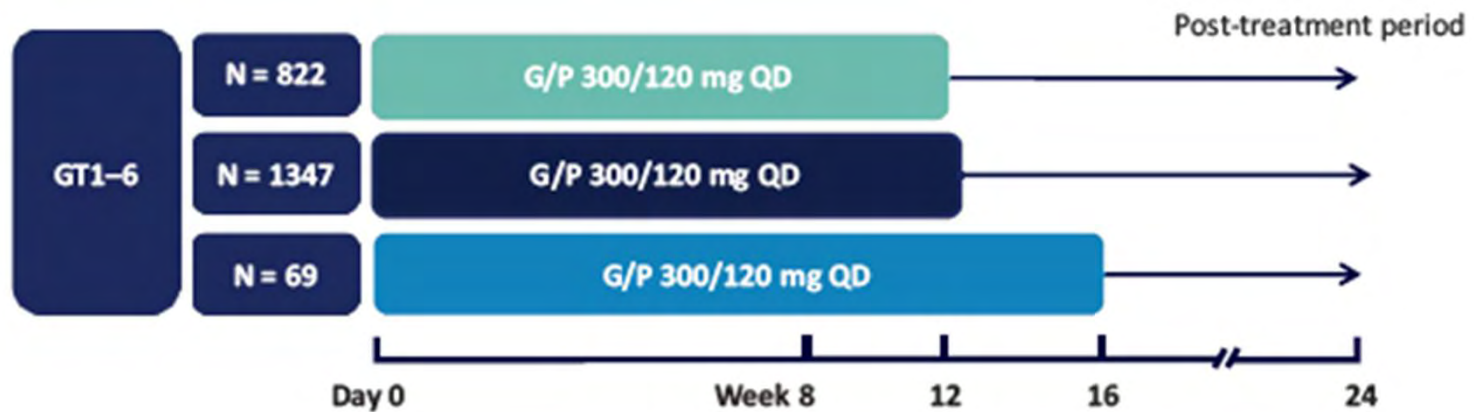 Post-treatment period
GT1–6
N = 822
G/P 300/120 mg QD
N = 1347
G/P 300/120 mg QD
N = 69
G/P 300/120 mg QD
Day 0
Week 8
12
16
24